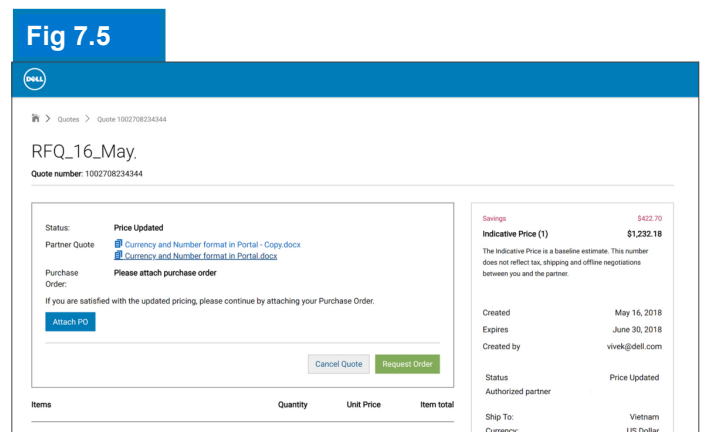 Fig 7.5
DELL
Quotes > Quote 1002708234344
RFQ_16_May.
Quote number: 1002708234344
Status: Price Updated
Partner Quote Currency and Number format in Portal - Copy.docx
Currency and Number format in Portal.docx
Purchase Order: Please attach purchase order
If you are satisfied with the updated pricing, please continue by attaching your Purchase Order.
Attach PO
Cancel Quote Request Order
Items Quantity Unit Price Item total
Savings $422.70
Indicative Price (1) $1,232.18
The Indicative Price is a baseline estimate. This number
does not reflect tax, shipping and offline negotiations
between you and the partner.
Created May 16, 2018
Expires June 30, 2018
Created by vivek@dell.com
Status Price Updated
Authorized partner
Ship To: Vietnam
Currency: US Dollar